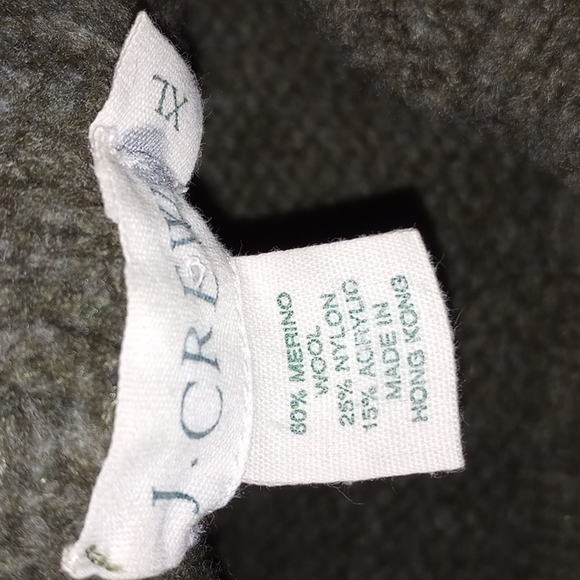 J.CREW
XL
60% MERINO
WOOL
25% NYLON
15% ACRYLIC
MADE IN
HONG KONG